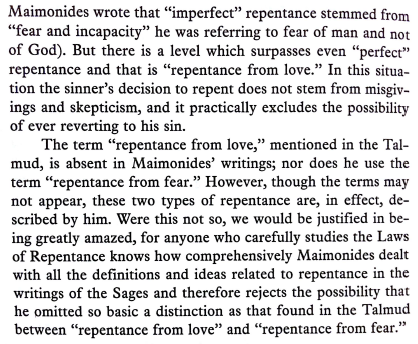 Maimonides wrote that “imperfect” repentance stemmed from
“fear and incapacity” he was referring to fear of man and not
of God). But there is a level which surpasses even “perfect”
repentance and that is “repentance from love.” In this situa-
tion the sinner’s decision to repent does not stem from misgiv-
ings and skepticism, and it practically excludes the possibility
of ever reverting to his sin.
The term “repentance from love,” mentioned in the Tal-
mud, is absent in Maimonides’ writings; nor does he use the
term “repentance from fear.” However, though the terms may
not appear, these two types of repentance are, in effect, de-
scribed by him. Were this not so, we would be justified in be-
ing greatly amazed, for anyone who carefully studies the Laws
of Repentance knows how comprehensively Maimonides dealt
with all the definitions and ideas related to repentance in the
writings of the Sages and therefore rejects the possibility that
he omitted so basic a distinction as that found in the Talmud
between “repentance from love” and “repentance from fear.”